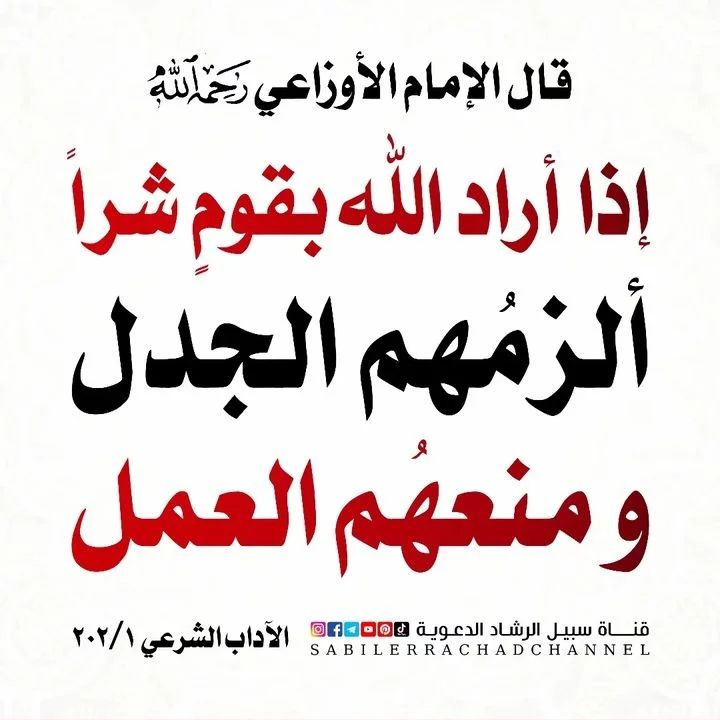 قال الإمام الأوزاعي رحمه الله
إذا أراد الله بقومٍ شراً
ألزمُهم الجدل
و منعهُم العمل
قناة سبيل الرشاد الدعوية
SABILERRACHADCHANNEL
الآداب الشرعي ٢٠٢/١